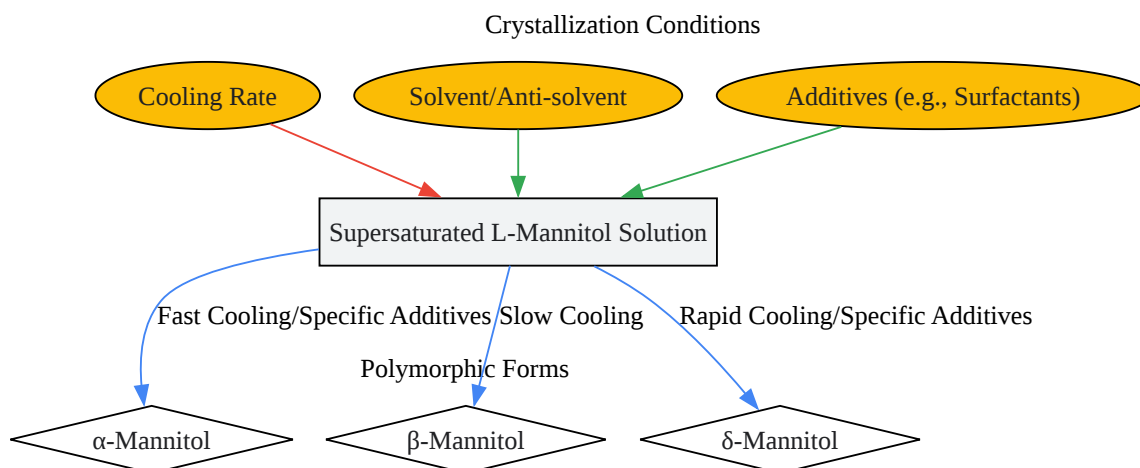 Crystallization Conditions
Cooling Rate
Solvent/Anti-solvent
Additives (e.g., Surfactants)
Supersaturated L-Mannitol Solution
Fast Cooling/Specific Additives
Slow Cooling
Rapid Cooling/Specific Additives
Polymorphic Forms
α-Mannitol
β-Mannitol
δ-Mannitol